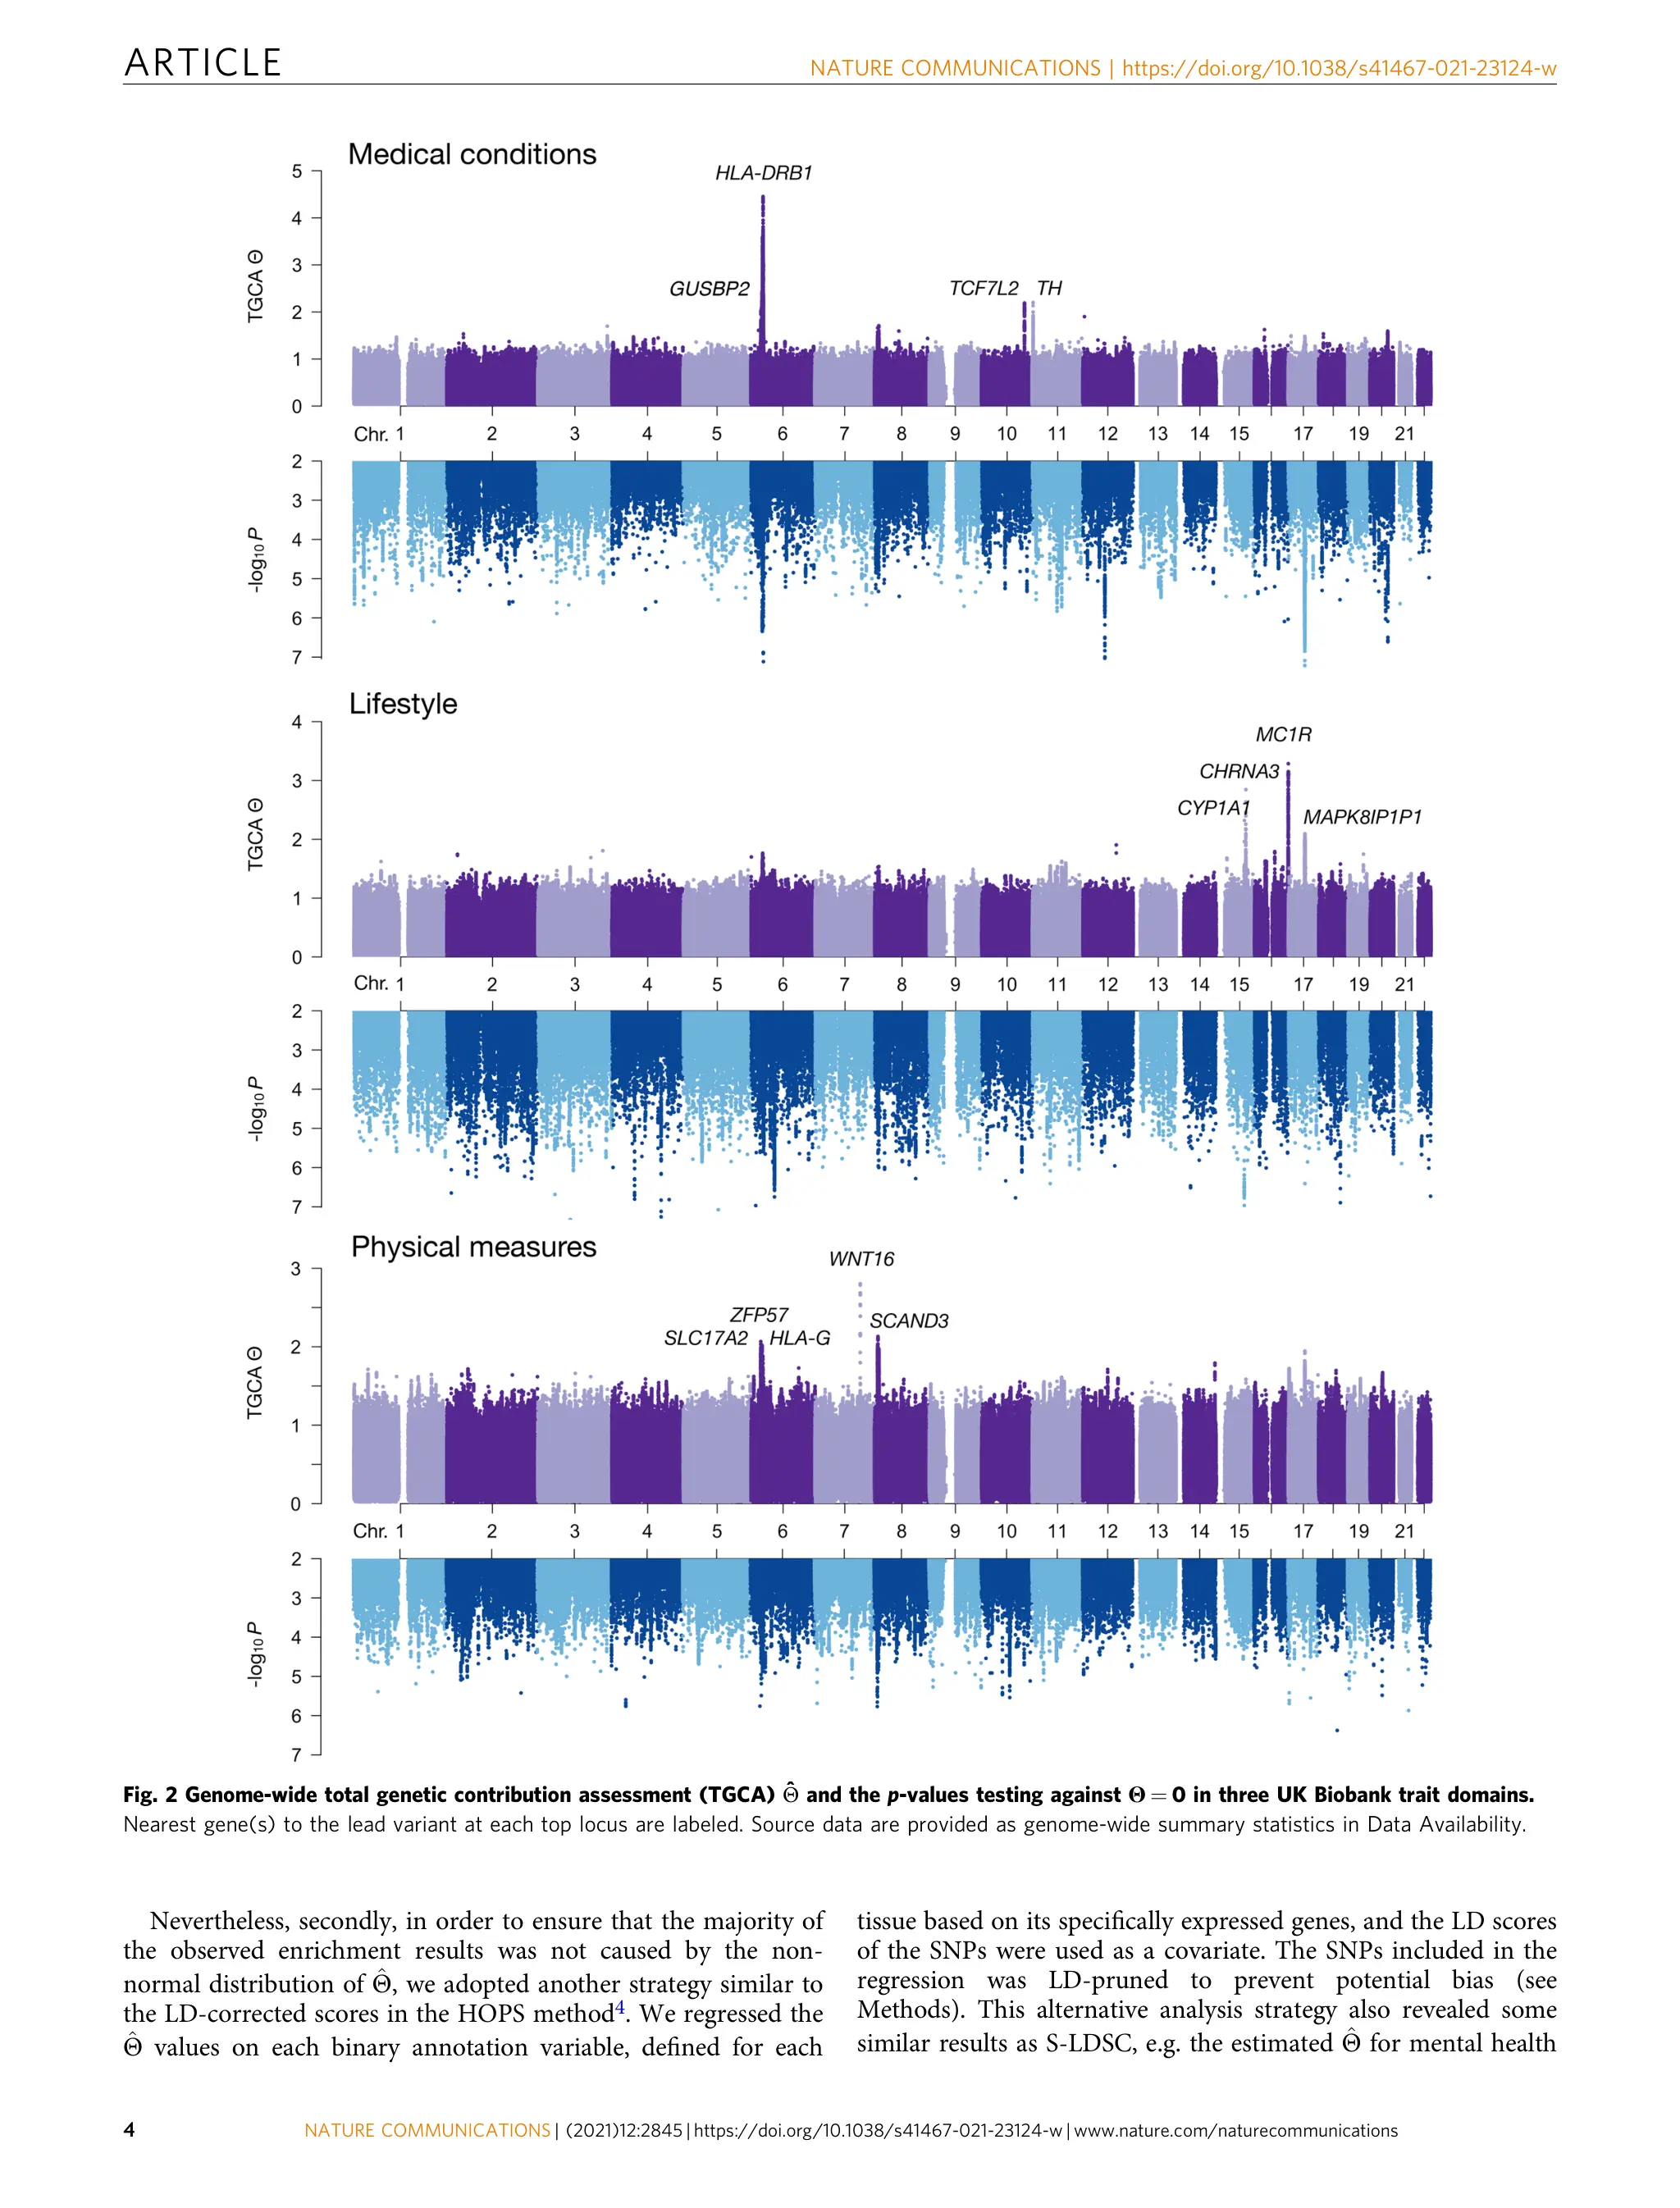 ARTICLE
NATURE COMMUNICATIONS | https://doi.org/10.1038/s41467-021-23124-w
Medical conditions
HLA-DRB1
GUSBP2
TCF7L2 TH
TGCA Θ
5
4
3
2
1
0
Chr. 1 2 3 4 5 6 7 8 9 10 11 12 13 14 15 17 19 21
-log10 P
2
3
4
5
6
7
Lifestyle
MC1R
CHRNA3
CYP1A1
MAPK8IP1P1
TGCA Θ
4
3
2
1
0
Chr. 1 2 3 4 5 6 7 8 9 10 11 12 13 14 15 17 19 21
-log10 P
2
3
4
5
6
7
Physical measures
WNT16
ZFP57
SCAND3
SLC17A2 HLA-G
TGCA Θ
3
2
1
0
Chr. 1 2 3 4 5 6 7 8 9 10 11 12 13 14 15 17 19 21
-log10 P
2
3
4
5
6
7
Fig. 2 Genome-wide total genetic contribution assessment (TGCA) Θ̂ and the p-values testing against Θ = 0 in three UK Biobank trait domains.
Nearest gene(s) to the lead variant at each top locus are labeled. Source data are provided as genome-wide summary statistics in Data Availability.
Nevertheless, secondly, in order to ensure that the majority of
the observed enrichment results was not caused by the non-
normal distribution of Θ̂, we adopted another strategy similar to
the LD-corrected scores in the HOPS method4. We regressed the
Θ̂ values on each binary annotation variable, defined for each
tissue based on its specifically expressed genes, and the LD scores
of the SNPs were used as a covariate. The SNPs included in the
regression was LD-pruned to prevent potential bias (see
Methods). This alternative analysis strategy also revealed some
similar results as S-LDSC, e.g. the estimated Θ̂ for mental health
4
NATURE COMMUNICATIONS | (2021)12:2845 | https://doi.org/10.1038/s41467-021-23124-w | www.nature.com/naturecommunications